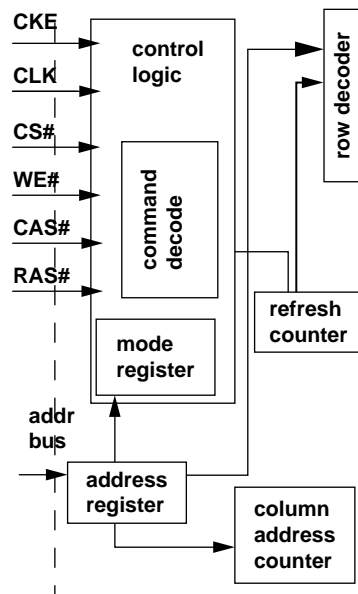 CKE
CLK
CS#
WE#
CAS#
RAS#
control
logic
command
decode
mode
register
row decoder
refresh
counter
addr
bus
address
register
column
address
counter